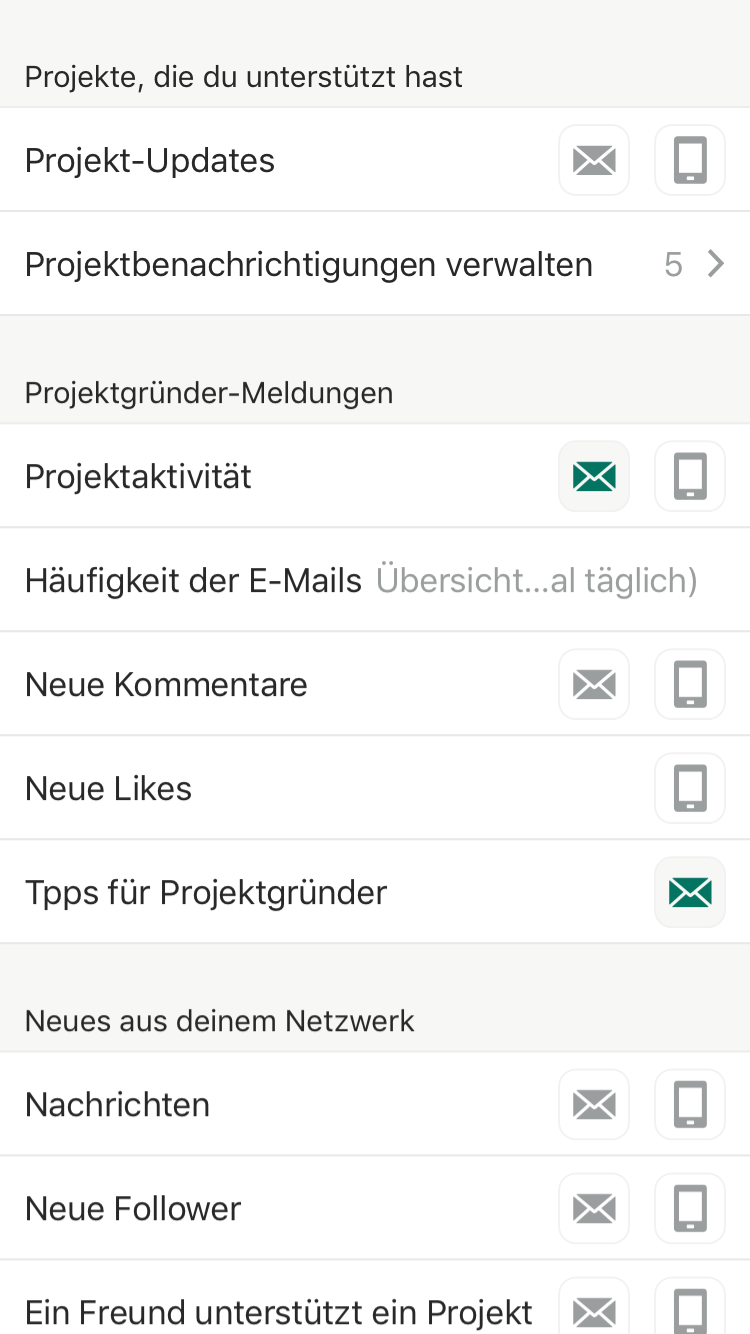 Projekte, die du unterstützt hast
Projekt-Updates
Projektbenachrichtigungen verwalten 5
Projektgründer-Meldungen
Projektaktivität
Häufigkeit der E-Mails Übersicht...al täglich)
Neue Kommentare
Neue Likes
Tpps für Projektgründer
Neues aus deinem Netzwerk
Nachrichten
Neue Follower
Ein Freund unterstützt ein Projekt